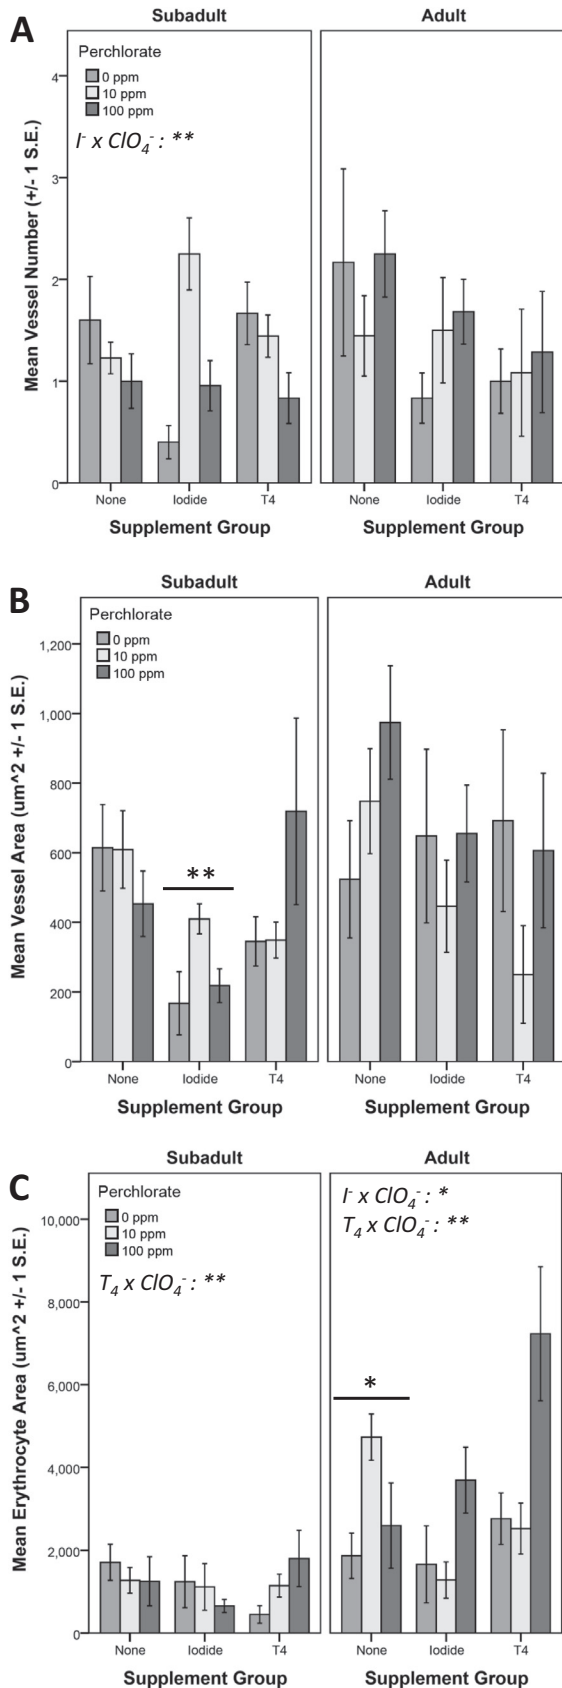 A
Subadult
Adult
Mean Vessel Number (+/- 1 S.E.)
4
3
2
1
0
Perchlorate
0 ppm
10 ppm
100 ppm
I⁻ x ClO₄⁻ : **
None
Iodide
T4
None
Iodide
T4
Supplement Group
Supplement Group
B
Subadult
Adult
Mean Vessel Area (um^2 +/- 1 S.E.)
1,200
1,000
800
600
400
200
0
Perchlorate
0 ppm
10 ppm
100 ppm
**
None
Iodide
T4
None
Iodide
T4
Supplement Group
Supplement Group
C
Subadult
Adult
Mean Erythrocyte Area (um^2 +/- 1 S.E.)
10,000
8,000
6,000
4,000
2,000
0
Perchlorate
0 ppm
10 ppm
100 ppm
T₄ x ClO₄⁻ : **
I⁻ x ClO₄⁻ : *
T₄ x ClO₄⁻ : **
*
None
Iodide
T4
None
Iodide
T4
Supplement Group
Supplement Group